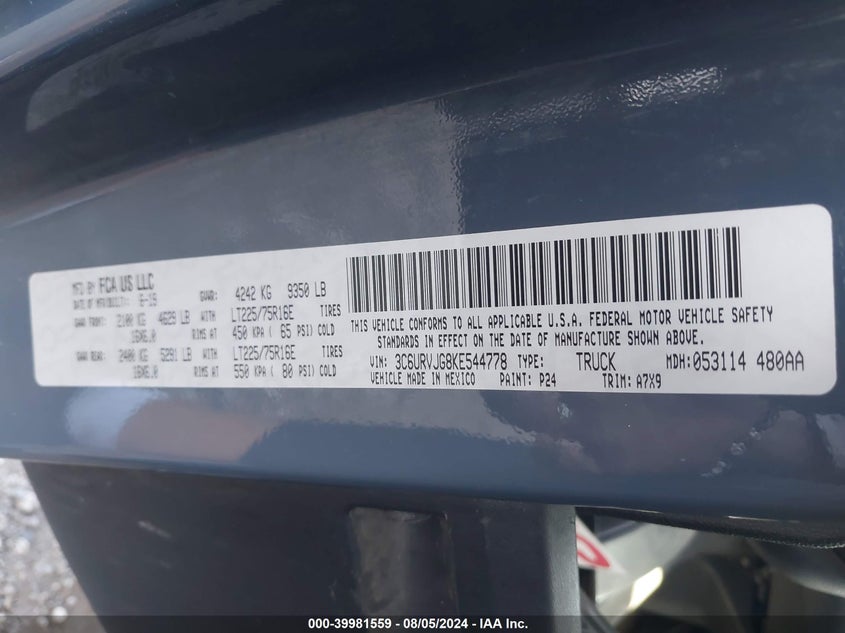 MFD BY FCA US LLC
DATE OF MFR/BUILT: 6-19 GVWR: 4242 KG 9350 LB
GAWR FRONT: 2100 KG 4629 LB WITH LT225/75R16E TIRES
16X6.0 RIMS AT 450 KPA ( 65 PSI) COLD
GAWR REAR: 2400 KG 5291 LB WITH LT225/75R16E TIRES
16X6.0 RIMS AT 550 KPA ( 80 PSI) COLD
THIS VEHICLE CONFORMS TO ALL APPLICABLE U.S.A. FEDERAL MOTOR VEHICLE SAFETY
STANDARDS IN EFFECT ON THE DATE OF MANUFACTURE SHOWN ABOVE.
VIN: 3C6URVJG8KE544778 TYPE: TRUCK MDH: 053114 480AA
VEHICLE MADE IN MEXICO PAINT: P24 TRIM: A7X9
000-39981559 — 08/05/2024 — IAA Inc.